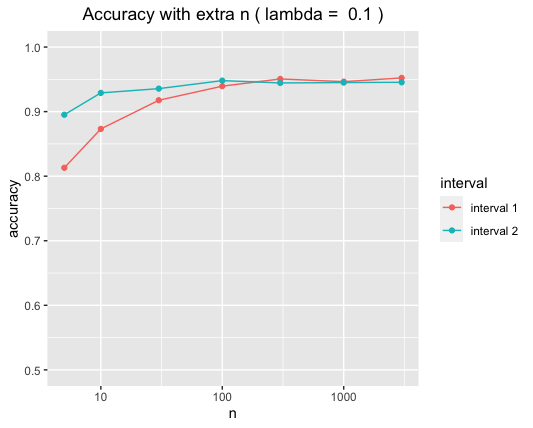 Accuracy with extra n ( lambda =  0.1 )
1.0
0.9
0.8
0.7
0.6
0.5
accuracy
10
100
1000
n
interval
interval 1
interval 2